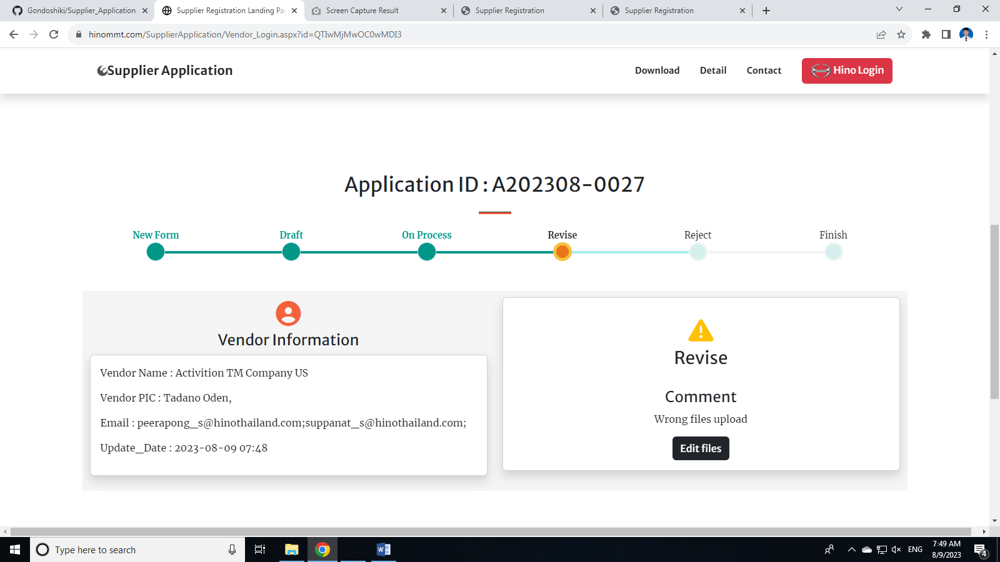 Gondoshiki/Supplier_Application
Supplier Registration Landing Pa
Screen Capture Result
Supplier Registration
Supplier Registration
hinommt.com/SupplierApplication/Vendor_Login.aspx?id=QTIwMjMwOC0wMDI3
Supplier Application
Download
Detail
Contact
Hino Login
Application ID : A202308-0027
New Form
Draft
On Process
Revise
Reject
Finish
Vendor Information
Vendor Name : Activition TM Company US
Vendor PIC : Tadano Oden,
Email : peerapong_s@hinothailand.com;suppanat_s@hinothailand.com;
Update_Date : 2023-08-09 07:48
Revise
Comment
Wrong files upload
Edit files
Type here to search
ENG
7:49 AM
8/9/2023
4